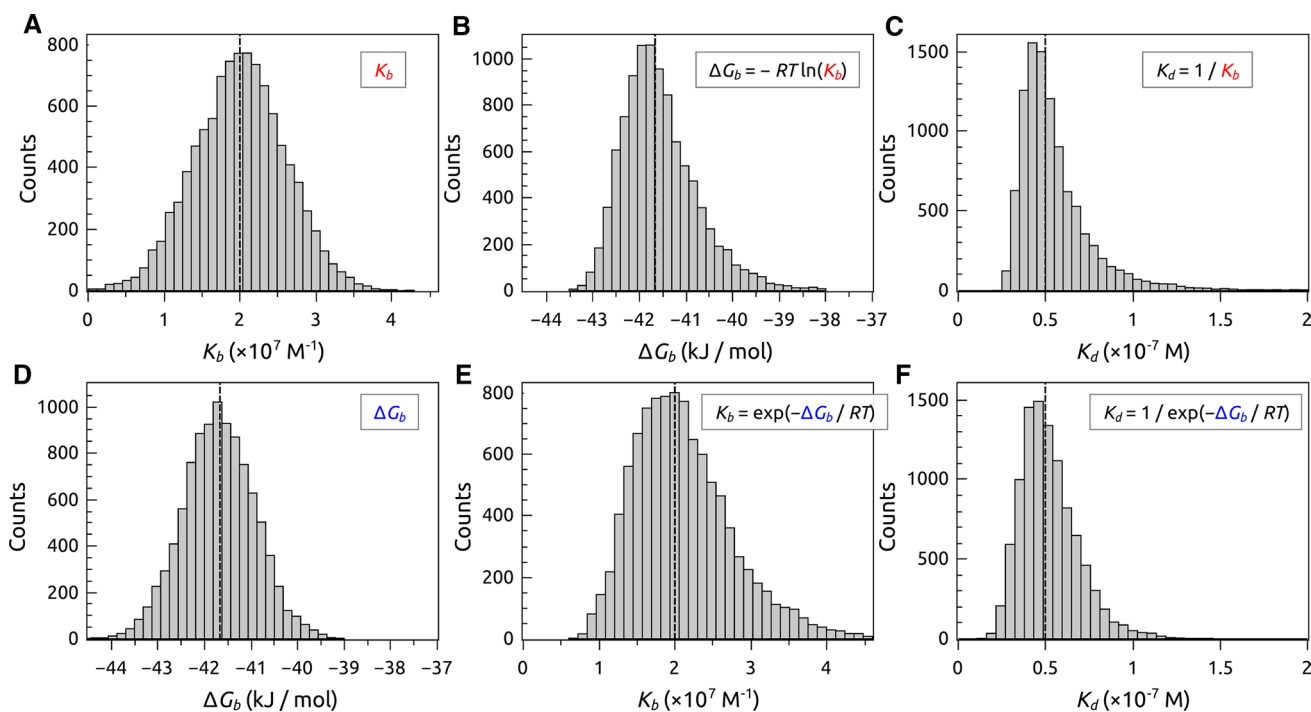 A
B
C
800
600
400
200
0
Counts
K_b
0 1 2 3 4
K_b (×10⁷ M⁻¹)
1000
800
600
400
200
0
Counts
ΔG_b = − RT ln(K_b)
−44 −43 −42 −41 −40 −39 −38 −37
ΔG_b (kJ / mol)
1500
1000
500
0
Counts
K_d = 1 / K_b
0 0.5 1 1.5 2
K_d (×10⁻⁷ M)
D
E
F
1000
800
600
400
200
0
Counts
ΔG_b
−44 −43 −42 −41 −40 −39 −38 −37
ΔG_b (kJ / mol)
800
600
400
200
0
Counts
K_b = exp(−ΔG_b / RT)
1 2 3 4
K_b (×10⁷ M⁻¹)
1500
1000
500
0
Counts
K_d = 1 / exp(−ΔG_b / RT)
0 0.5 1 1.5 2
K_d (×10⁻⁷ M)